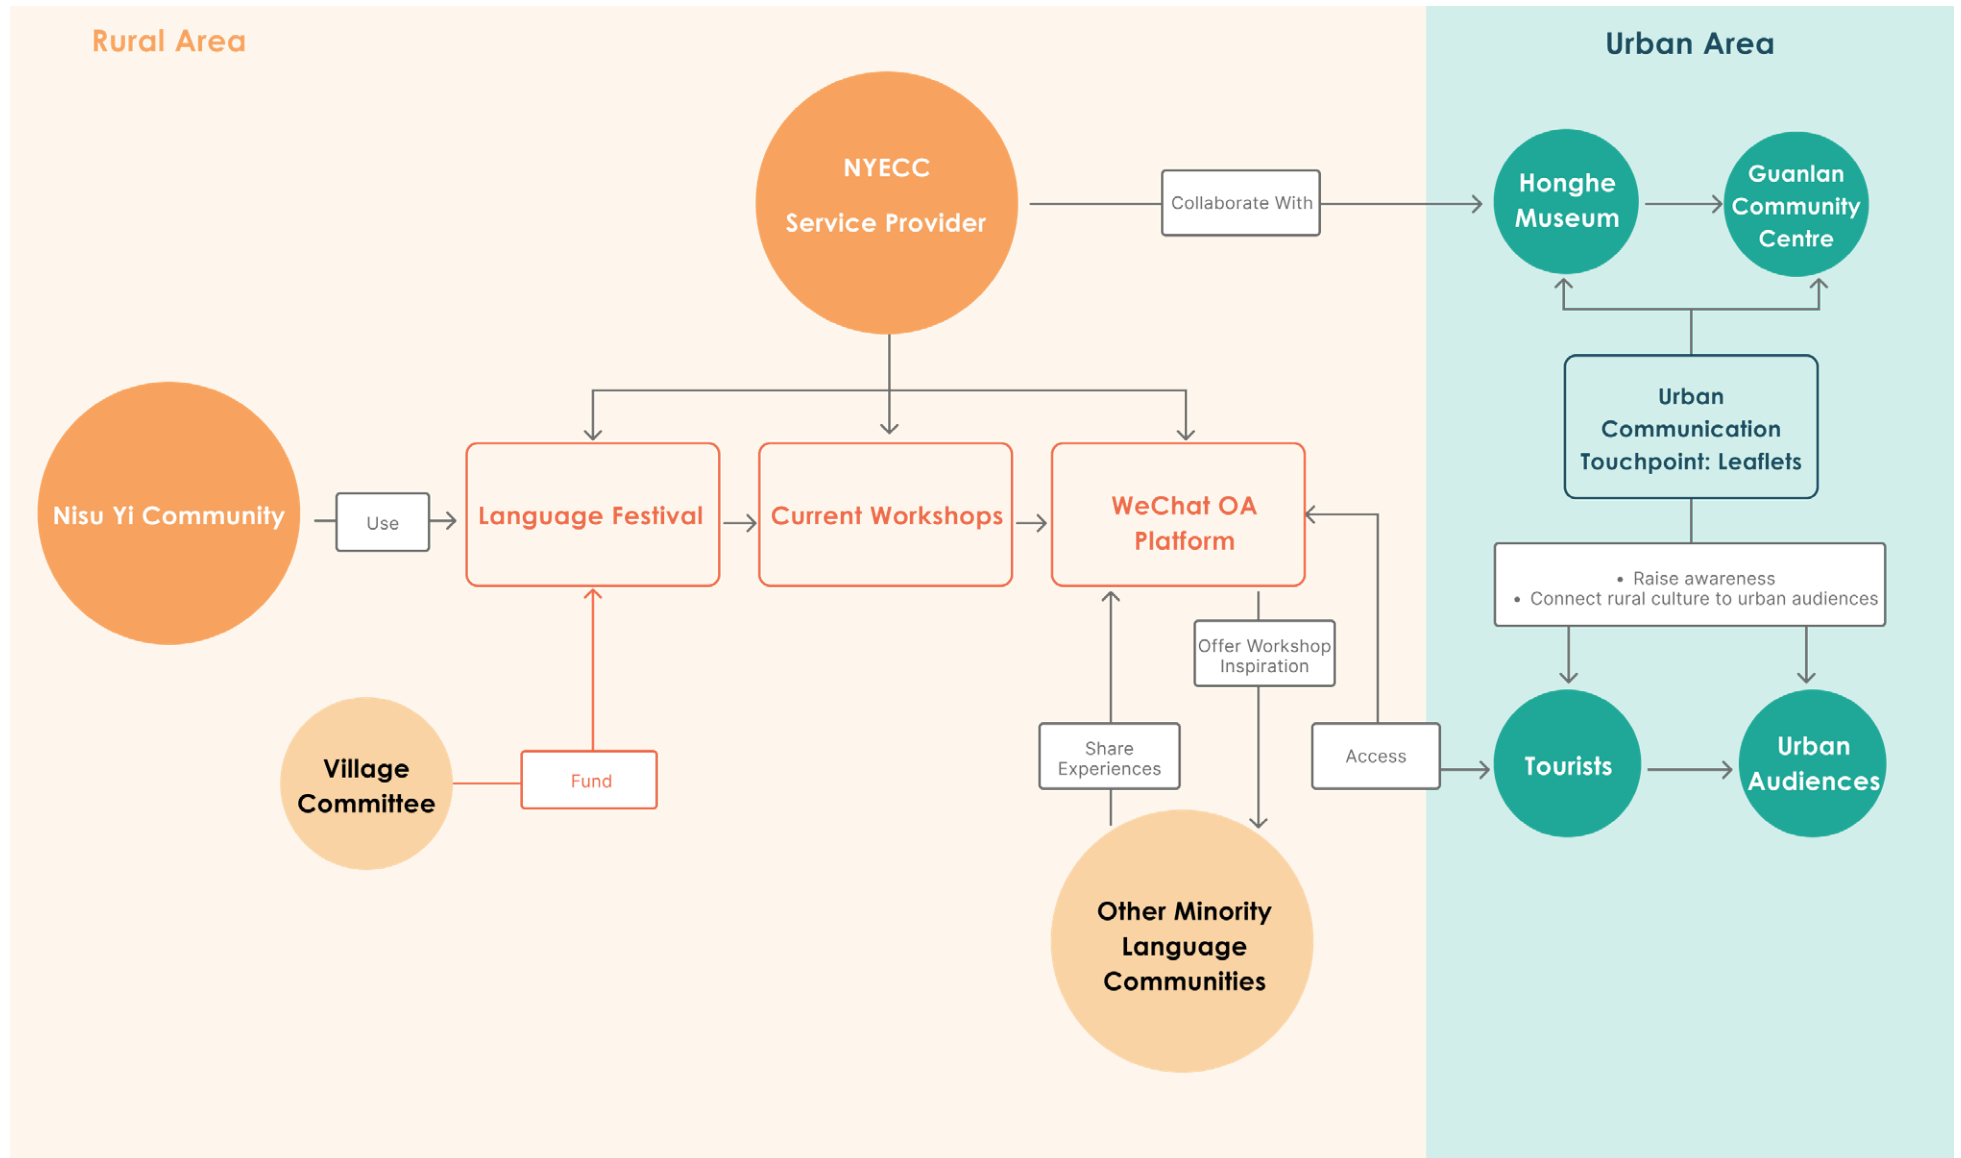 Rural Area
Urban Area
NYECC
Service Provider
Collaborate With
Honghe
Museum
Guanlan
Community
Centre
Urban
Communication
Touchpoint: Leaflets
Nisu Yi Community
Use
Language Festival
Current Workshops
WeChat OA
Platform
• Raise awareness
• Connect rural culture to urban audiences
Offer Workshop
Inspiration
Village
Committee
Fund
Share
Experiences
Access
Tourists
Urban
Audiences
Other Minority
Language
Communities